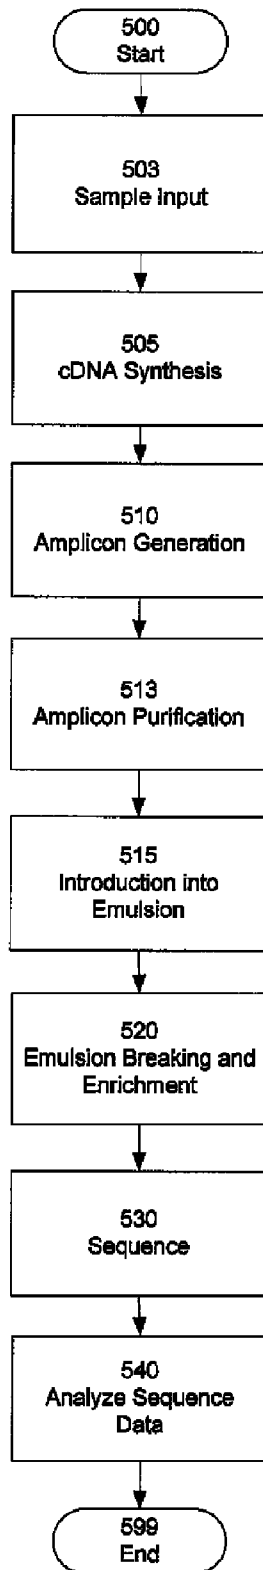 500
Start
503
Sample Input
505
cDNA Synthesis
510
Amplicon Generation
513
Amplicon Purification
515
Introduction into
Emulsion
520
Emulsion Breaking and
Enrichment
530
Sequence
540
Analyze Sequence
Data
599
End